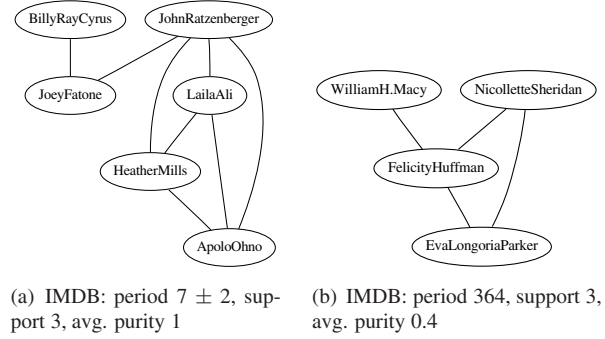 BillyRayCyrus
JohnRatzenberger
JoeyFatone
LailaAli
HeatherMills
ApoloOhno
WilliamH.Macy
NicolletteSheridan
FelicityHuffman
EvaLongoriaParker
(a) IMDB: period 7 ± 2, sup-
port 3, avg. purity 1
(b) IMDB: period 364, support 3,
avg. purity 0.4